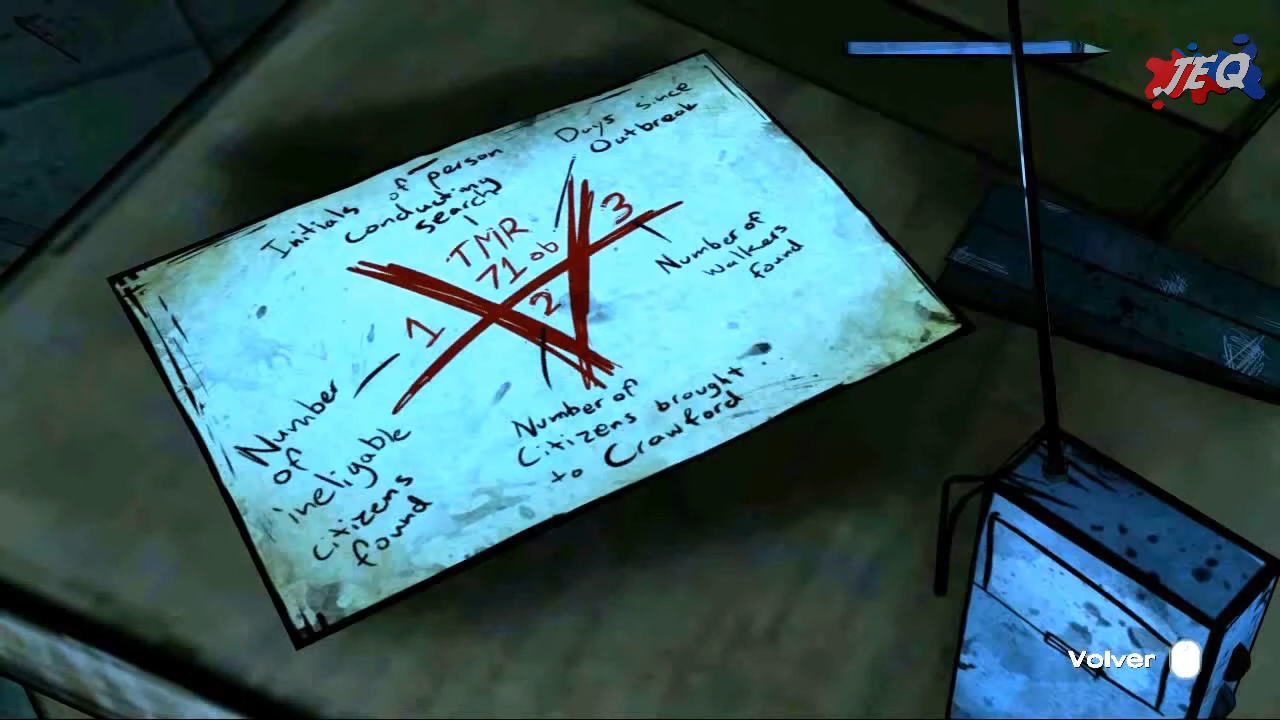 JEQ
Initials of person
conducting
search
Days since
Outbreak
TMR
71 ob
3
1
2
Number of
walkers
found
Number
of
ineligable
citizens
found
Number of
Citizens brought
to Crawford
Volver